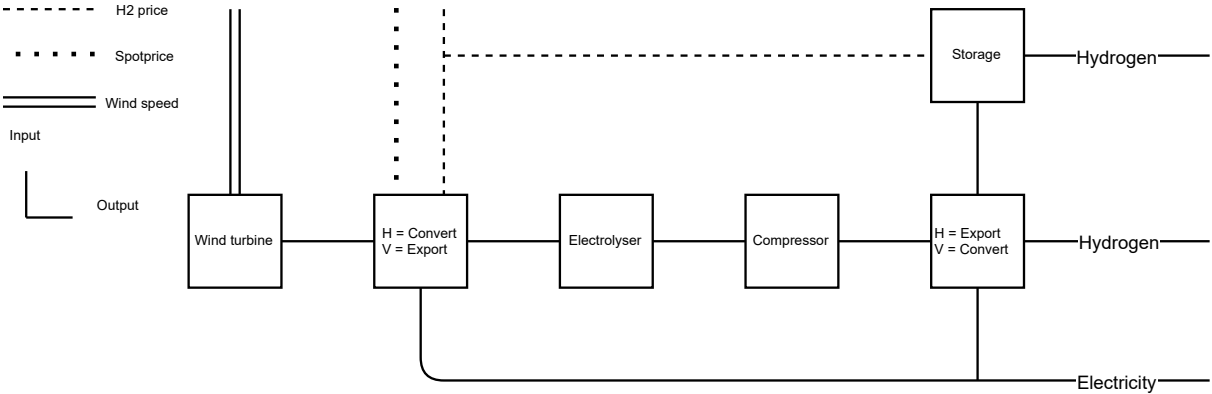 H2 price
Spotprice
Wind speed
Input
Output
Storage
Hydrogen
Wind turbine
H = Convert
V = Export
Electrolyser
Compressor
H = Export
V = Convert
Hydrogen
Electricity